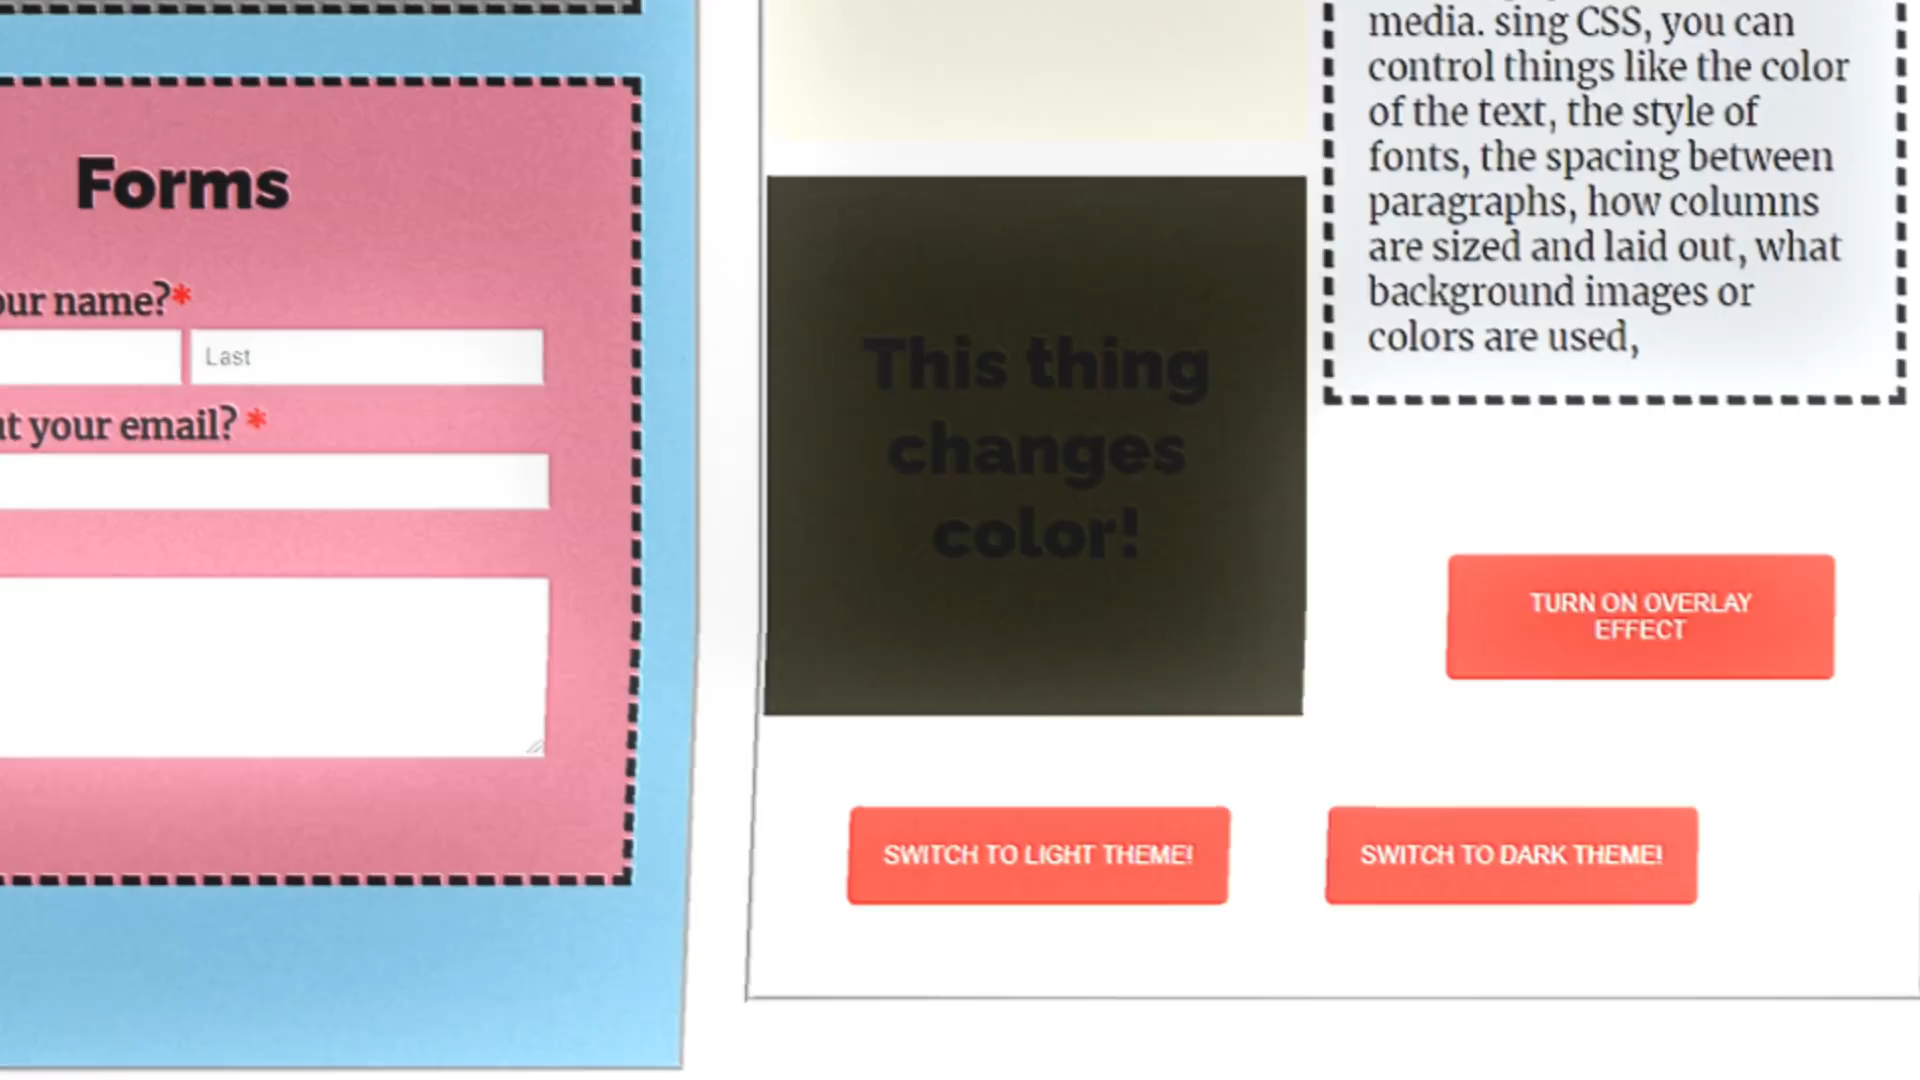 Forms
our name?*
Last
ut your email? *
media. sing CSS, you can
control things like the color
of the text, the style of
fonts, the spacing between
paragraphs, how columns
are sized and laid out, what
background images or
colors are used,
This thing
changes
color!
TURN ON OVERLAY
EFFECT
SWITCH TO LIGHT THEME!
SWITCH TO DARK THEME!